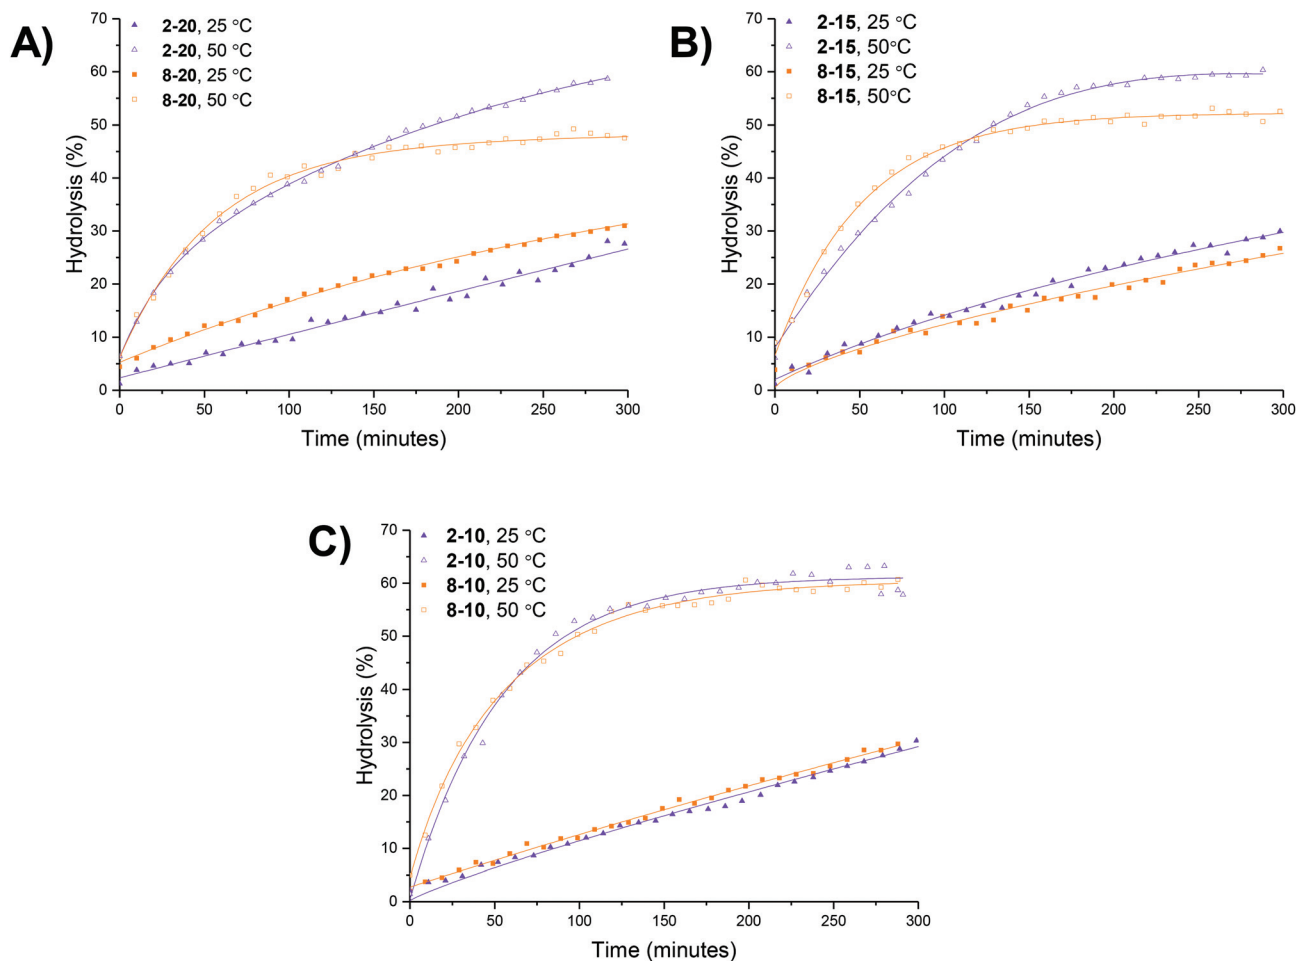 A)
2-20, 25 °C
2-20, 50 °C
8-20, 25 °C
8-20, 50 °C
70
60
50
40
30
20
10
0
Hydrolysis (%)
0 50 100 150 200 250 300
Time (minutes)
B)
2-15, 25 °C
2-15, 50°C
8-15, 25 °C
8-15, 50°C
70
60
50
40
30
20
10
0
Hydrolysis (%)
0 50 100 150 200 250 300
Time (minutes)
C)
2-10, 25 °C
2-10, 50 °C
8-10, 25 °C
8-10, 50 °C
70
60
50
40
30
20
10
0
Hydrolysis (%)
0 50 100 150 200 250 300
Time (minutes)